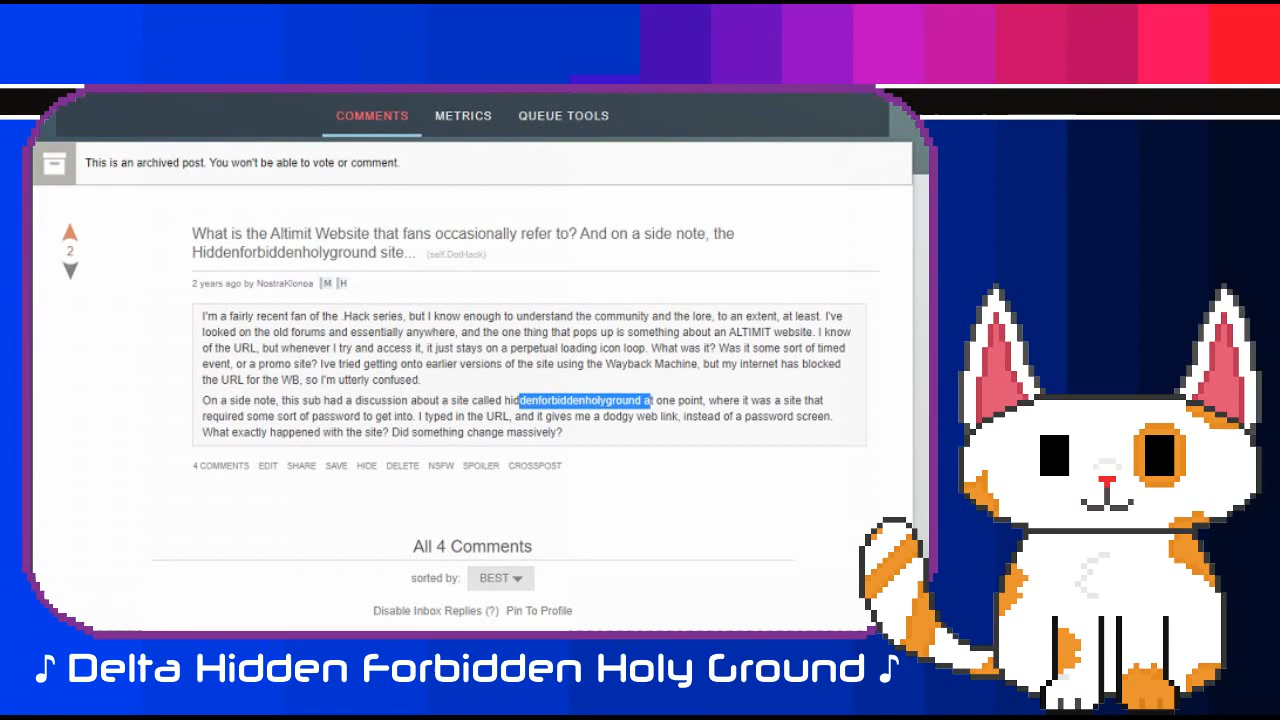 COMMENTS METRICS QUEUE TOOLS
This is an archived post. You won't be able to vote or comment.
2
What is the Altimit Website that fans occasionally refer to? And on a side note, the
Hiddenforbiddenholyground site... (self.DotHack)
2 years ago by NostraKlonoa |M |H
I'm a fairly recent fan of the .Hack series, but I know enough to understand the community and the lore, to an extent, at least. I've
looked on the old forums and essentially anywhere, and the one thing that pops up is something about an ALTIMIT website. I know
of the URL, but whenever I try and access it, it just stays on a perpetual loading icon loop. What was it? Was it some sort of timed
event, or a promo site? Ive tried getting onto earlier versions of the site using the Wayback Machine, but my internet has blocked
the URL for the WB, so I'm utterly confused.
On a side note, this sub had a discussion about a site called hiddenforbiddenholyground at one point, where it was a site that
required some sort of password to get into. I typed in the URL, and it gives me a dodgy web link, instead of a password screen.
What exactly happened with the site? Did something change massively?
4 COMMENTS EDIT SHARE SAVE HIDE DELETE NSFW SPOILER CROSSPOST
All 4 Comments
sorted by: BEST
Disable Inbox Replies (?) Pin To Profile
♪ Delta Hidden Forbidden Holy Ground ♪